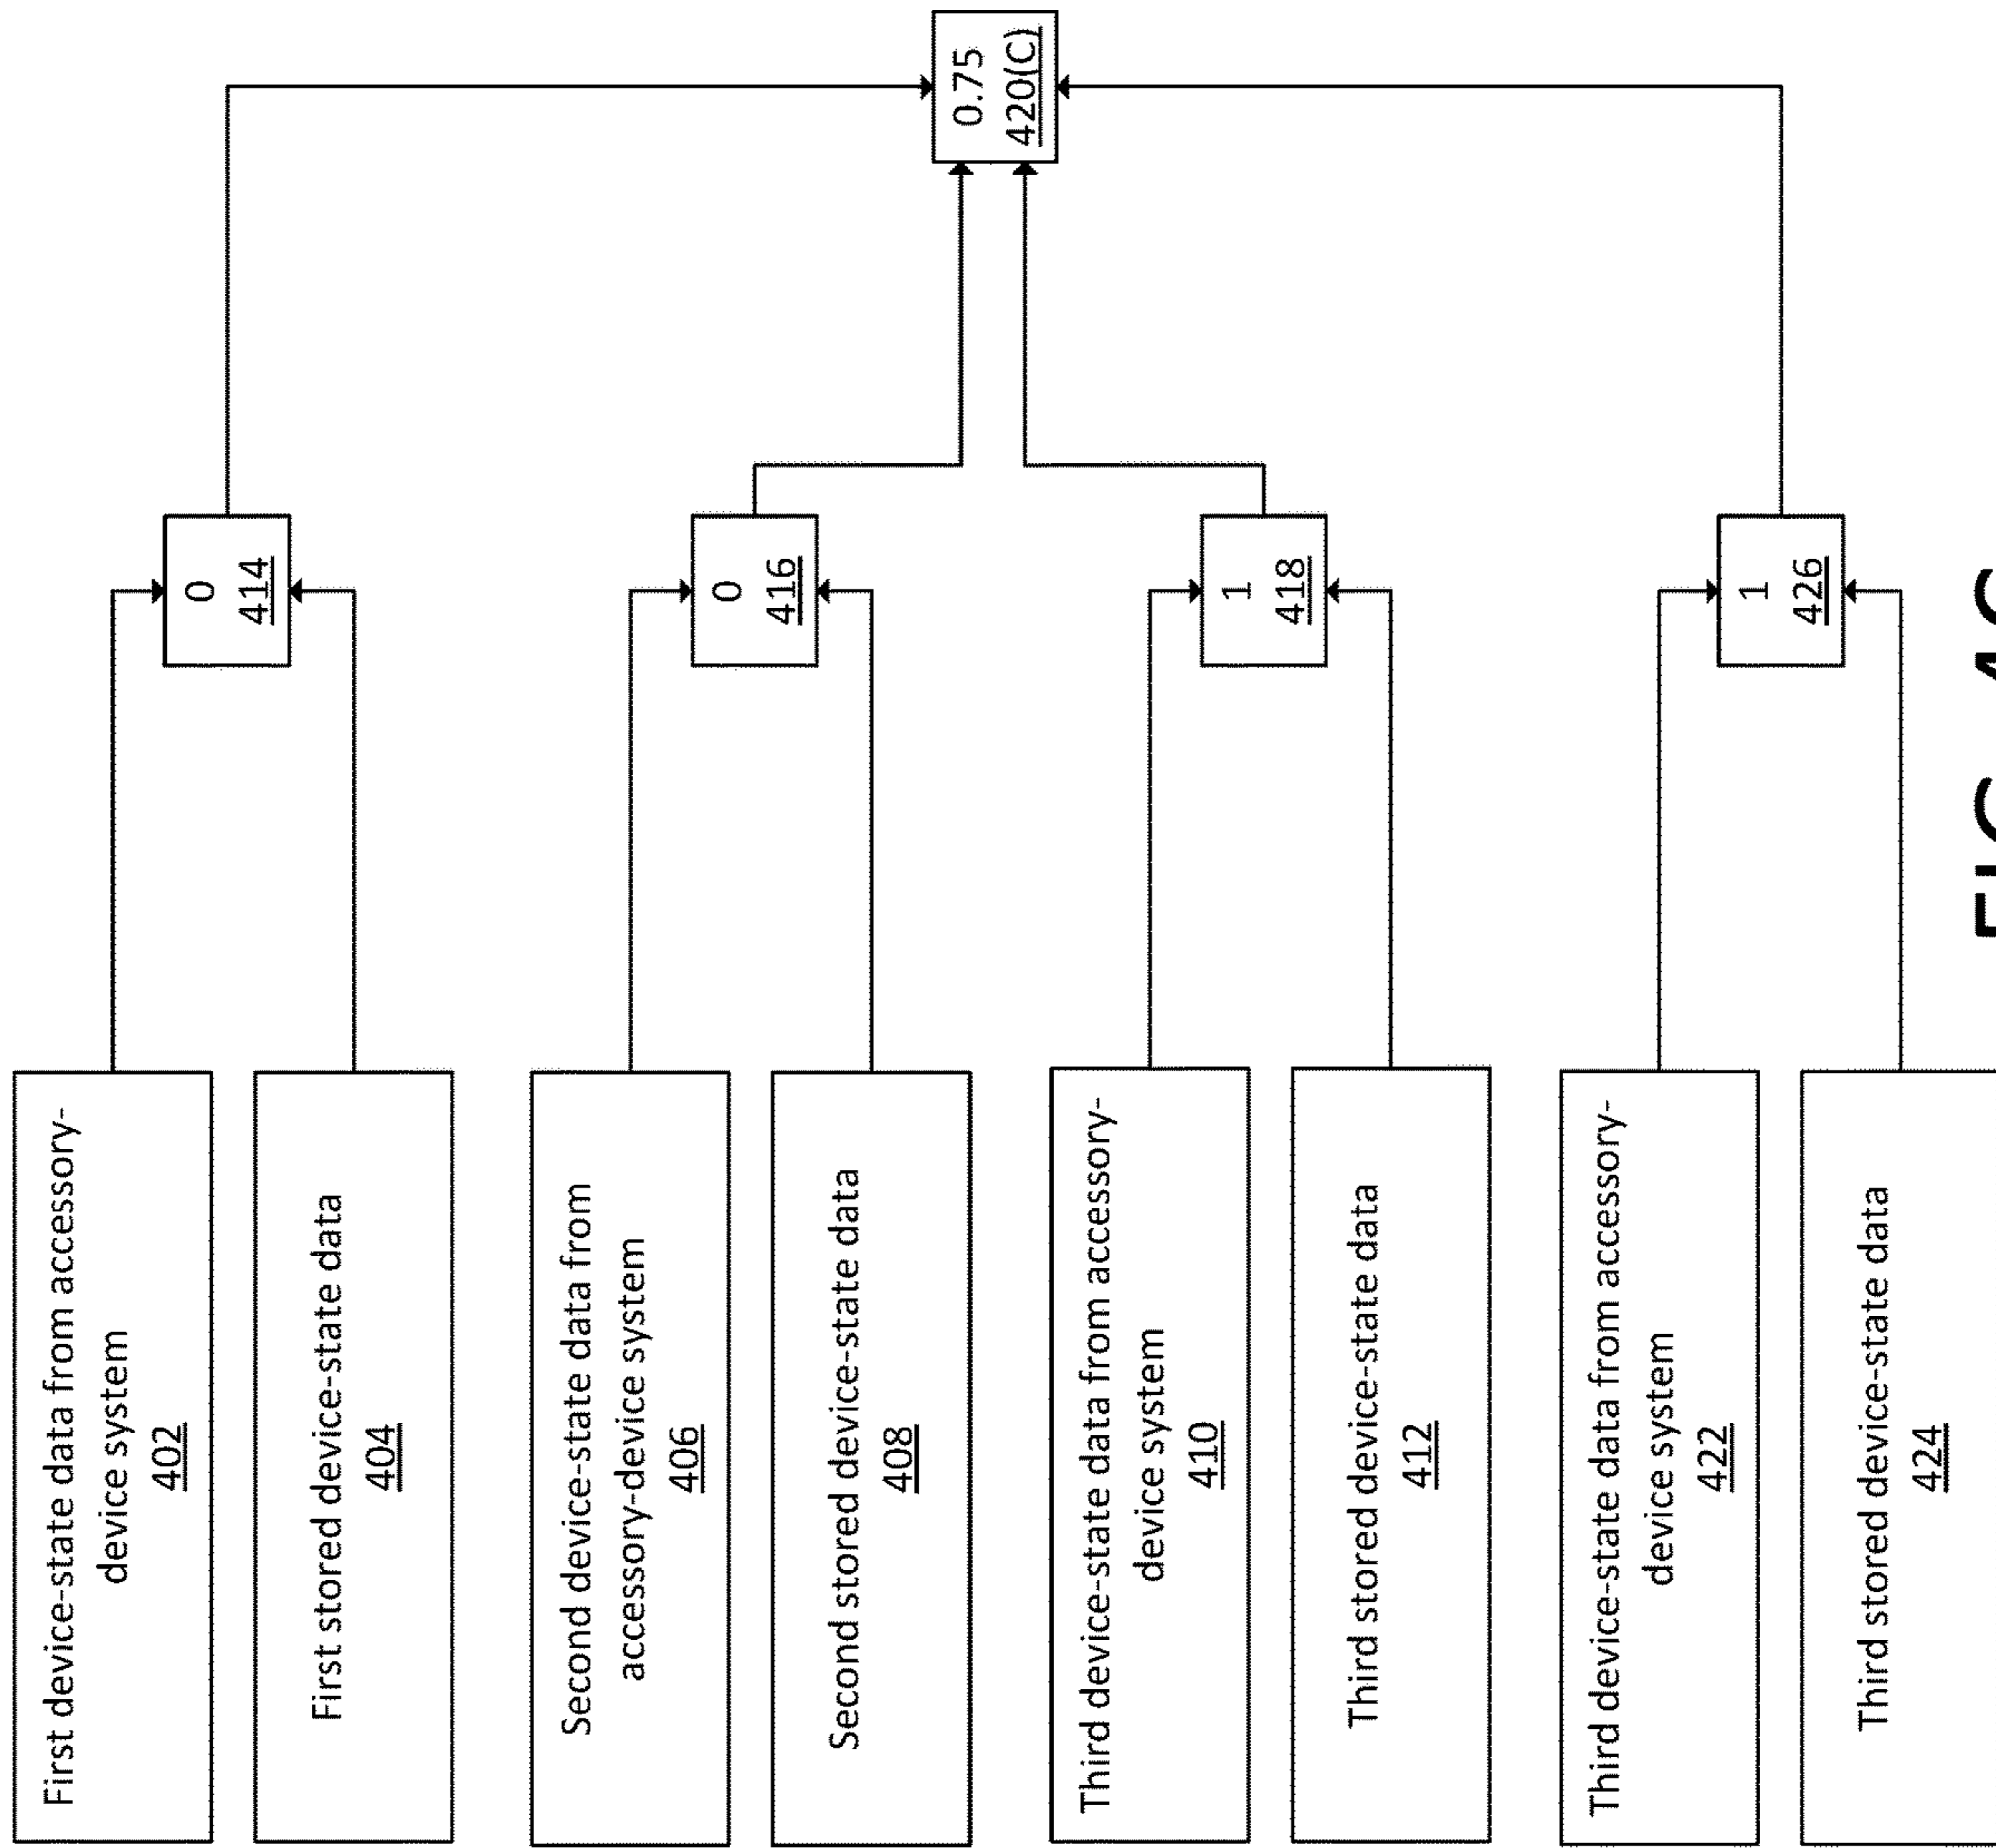 First device-state data from accessory-
device system
402
First stored device-state data
404
Second device-state data from
accessory-device system
406
Second stored device-state data
408
Third device-state data from accessory-
device system
410
Third stored device-state data
412
Third device-state data from accessory-
device system
422
Third stored device-state data
424
0
414
0
416
1
418
1
426
0.75
420(C)